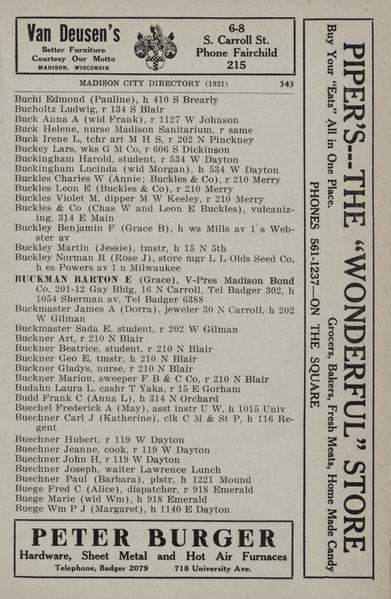 Van Deusen's
Better Furniture
Courtesy Our Motto
MADISON, WISCONSIN
6-8
S. Carroll St.
Phone Fairchild
215
MADISON CITY DIRECTORY (1921) 343
Buchi Edmond (Pauline), h 410 S Brearly
Bucholtz Ludwig, r 134 S Blair
Buck Anna A (wid Frank), r 1127 W Johnson
Buck Helene, nurse Madison Sanitarium, r same
Buck Irene L, tchr art M H S, r 202 N Pinckney
Buckey Lars, wks G M Co, r 606 S Dickinson
Buckingham Harold, student, r 534 W Dayton
Buckingham Lucinda (wid Morgan), h 534 W Dayton
Buckles Charles W (Annie; Buckles & Co), r 210 Merry
Buckles Leon E (Buckles & Co), r 210 Merry
Buckles Violet M, dipper M W Keeley, r 210 Merry
Buckles & Co (Chas W and Leon E Buckles), vulcaniz-
ing, 314 E Main
Buckley Benjamin F (Grace B), h ws Mills av 1 s Web-
ster av
Buckley Martin (Jessie), tmstr, h 15 N 5th
Buckley Norman R (Rose J), store mgr L L Olds Seed Co,
h es Powers av 1 n Milwaukee
BUCKMAN BARTON E (Grace), V-Pres Madison Bond
Co, 201-12 Gay Bldg, 16 N Carroll, Tel Badger 302, h
1054 Sherman av, Tel Badger 6388
Buckmaster James A (Dorra), jeweler 30 N Carroll, h 202
W Gilman
Buckmaster Sada E, student, r 202 W Gilman
Buckner Art, r 210 N Blair
Buckner Beatrice, student, r 210 N Blair
Buckner Geo E, tmstr, h 210 N Blair
Buckner Gladys, nurse, r 210 N Blair
Buckner Marion, sweeper F B & C Co, r 210 N Blair
Budahn Laura L, cashr T Yaka, r 15 E Gorham
Budd Frank C (Anna L), h 314 N Orchard
Buechel Frederick A (May), asst instr U W, h 1015 Univ
Buechner Carl J (Katherine), clk C M & St P, h 116 Re-
gent
Buechner Hubert, r 119 W Dayton
Buechner Jeanne, cook, r 119 W Dayton
Buechner John H, r 119 W Dayton
Buechner Joseph, waiter Lawrence Lunch
Buechner Paul (Barbara), plstr, h 1221 Mound
Buege Fred C (Alice), dispatcher, r 918 Emerald
Buege Marie (wid Wm), h 918 Emerald
Buege Wm P J (Margaret), h 1140 E Dayton
PETER BURGER
Hardware, Sheet Metal and Hot Air Furnaces
Telephone, Badger 2079 718 University Ave.
PIPER'S---THE "WONDERFUL" STORE
Buy Your "Eats" All in One Place. Grocers, Bakers, Fresh Meats, Home Made Candy
PHONES 561-1237—ON THE SQUARE